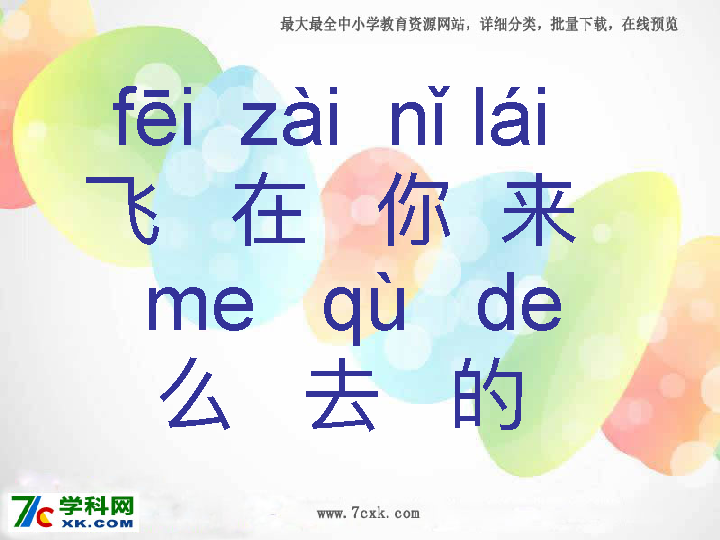 最大最全中小学教育资源网站，详细分类，批量下载，在线预览
fēi zài nǐ lái
飞 在 你 来
me qù de
么 去 的
7C 学科网
XK.COM
www.7cxk.com